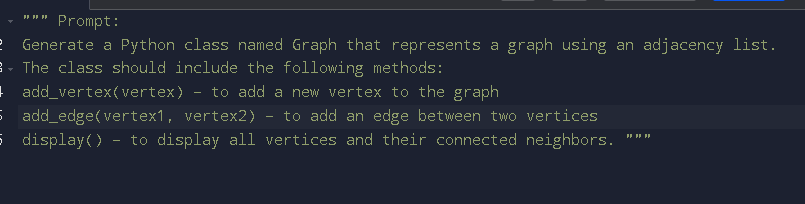 """ Prompt:
Generate a Python class named Graph that represents a graph using an adjacency list.
The class should include the following methods:
add_vertex(vertex) – to add a new vertex to the graph
add_edge(vertex1, vertex2) – to add an edge between two vertices
display() – to display all vertices and their connected neighbors. """